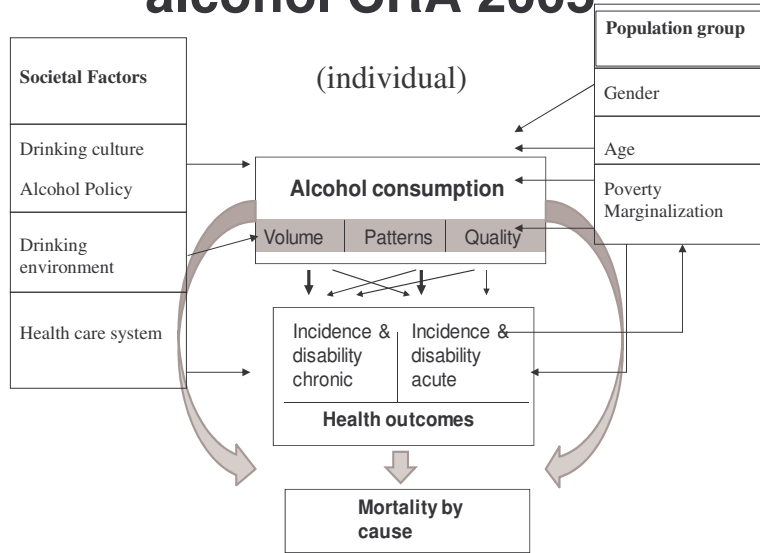 alcohol CRA 2005
(individual)
Societal Factors
Drinking culture
Alcohol Policy
Drinking
environment
Health care system
Population group
Gender
Age
Poverty
Marginalization
Alcohol consumption
Volume
Patterns
Quality
Incidence &
disability
chronic
Incidence &
disability
acute
Health outcomes
Mortality by
cause